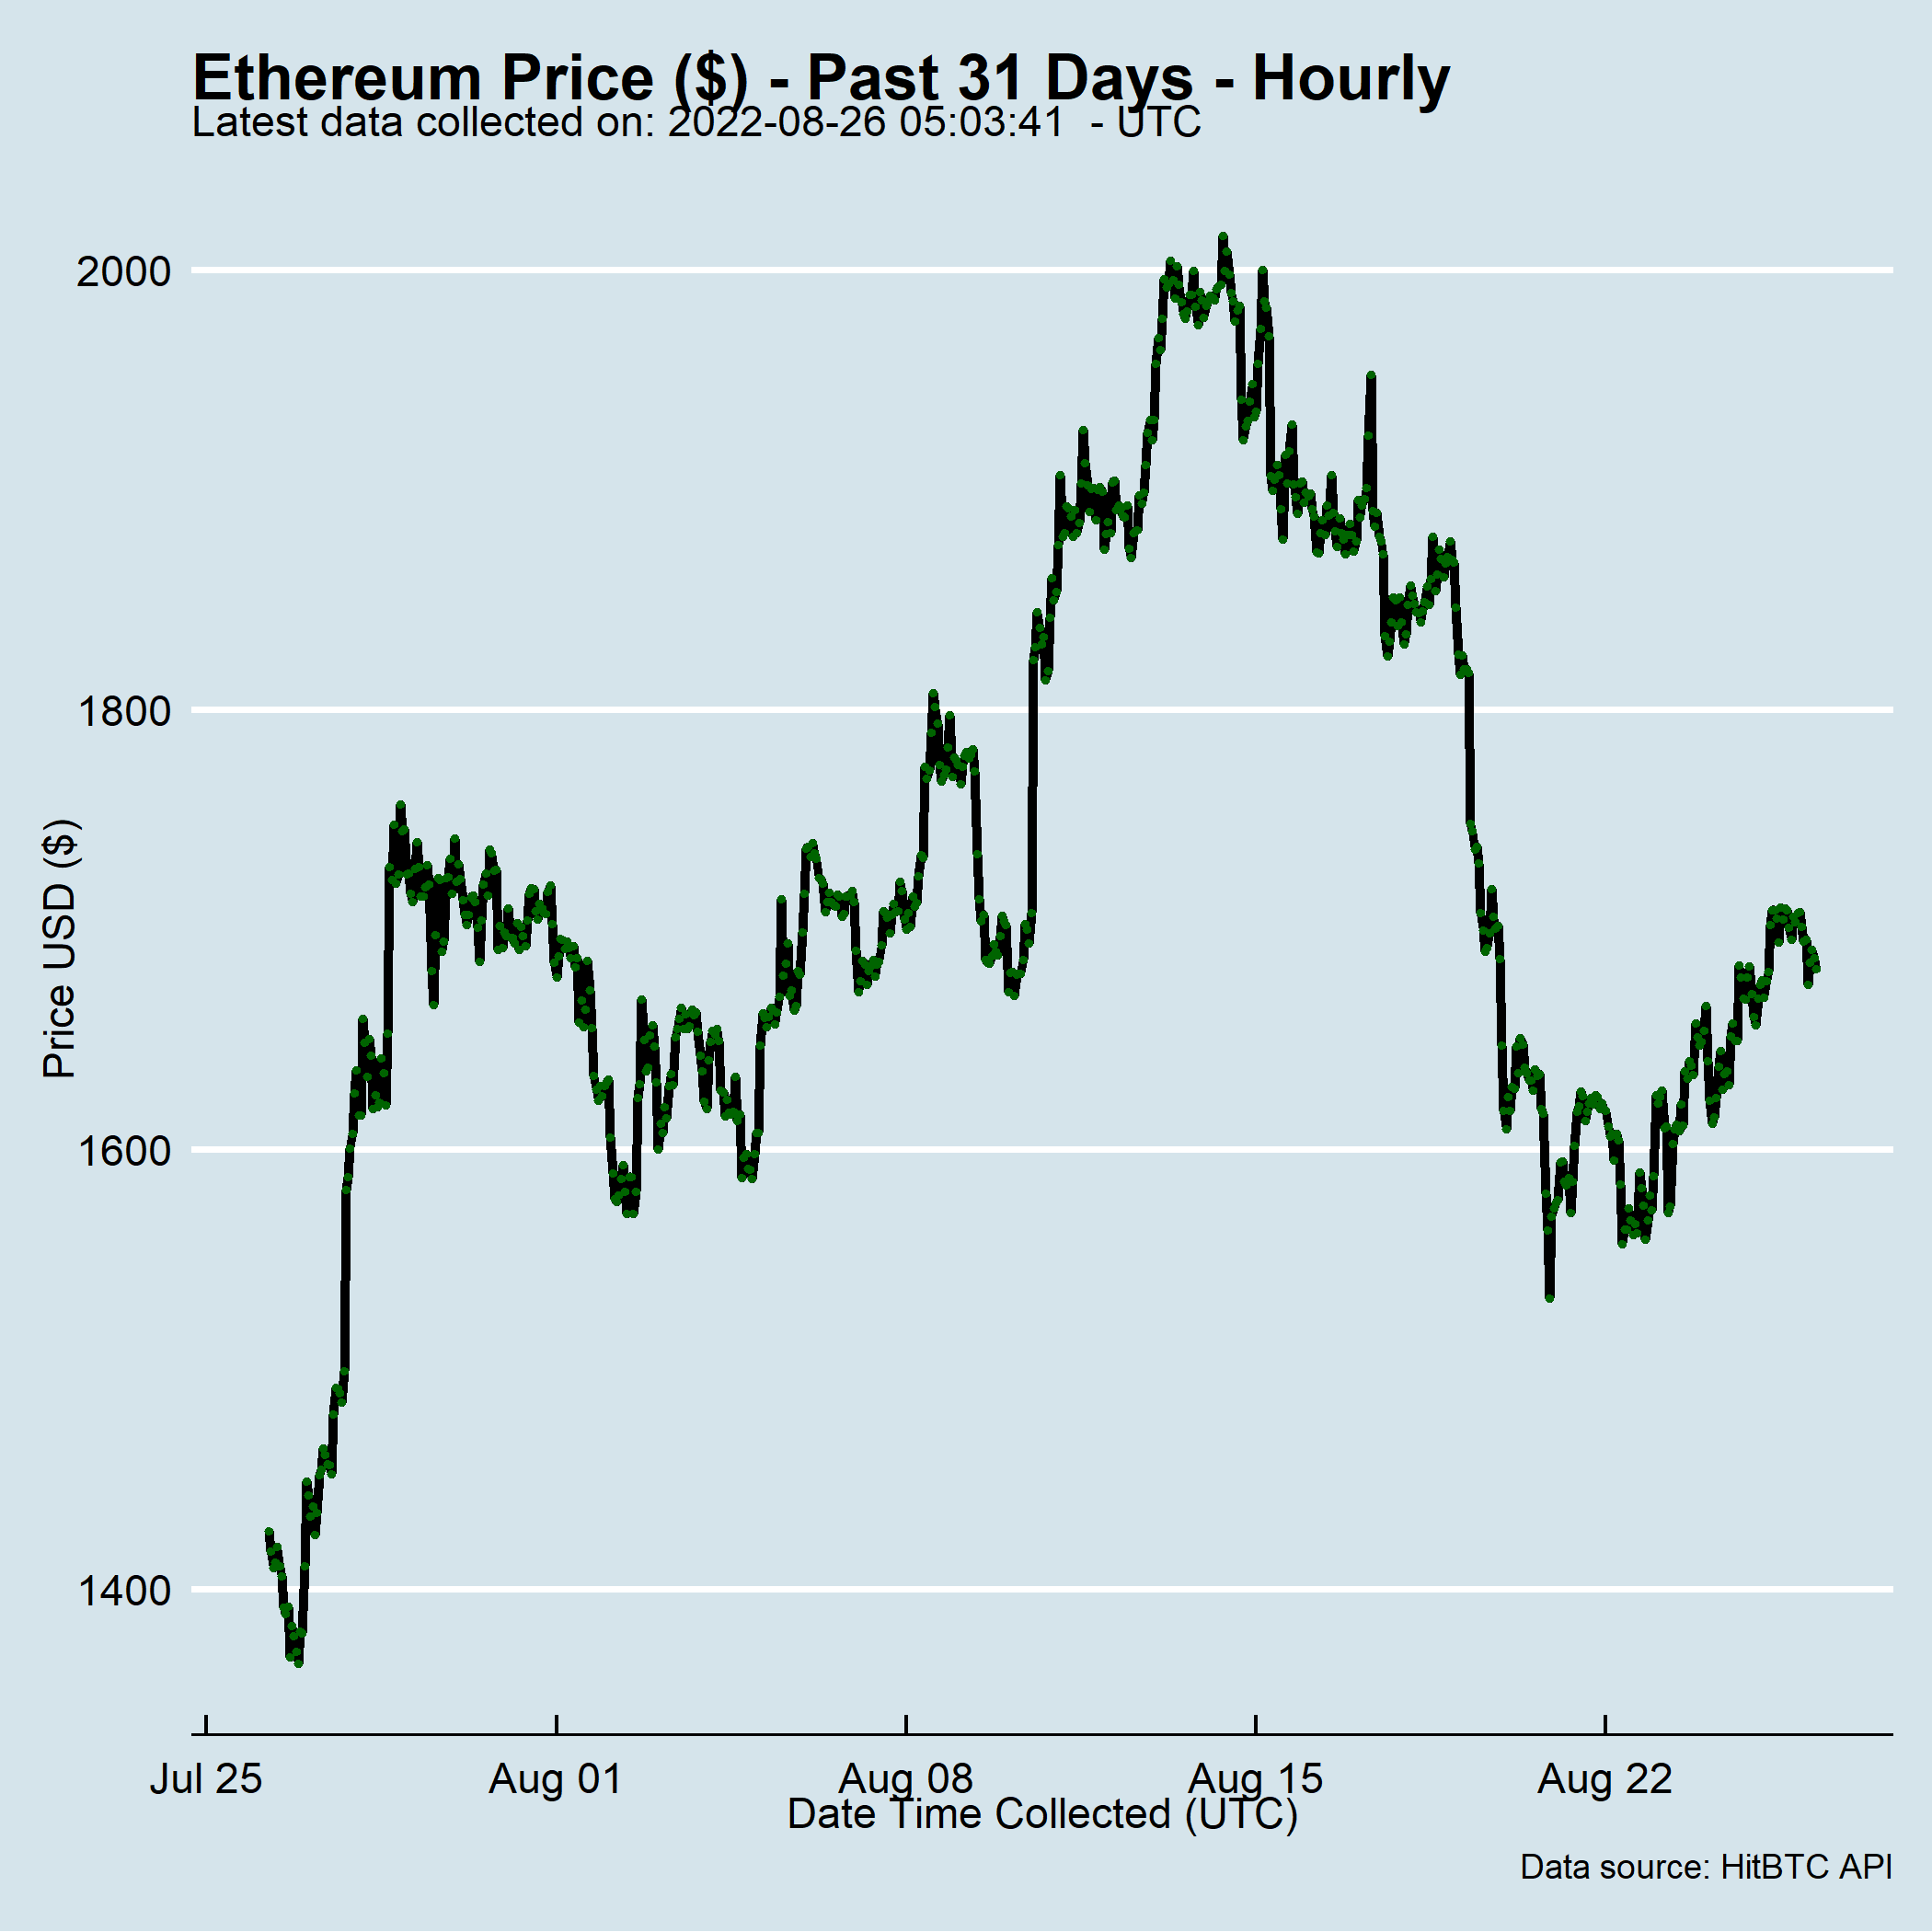 Ethereum Price ($) - Past 31 Days - Hourly
Latest data collected on: 2022-08-26 05:03:41  - UTC
2000
1800
1600
1400
Price USD ($)
Jul 25 Aug 01 Aug 08 Aug 15 Aug 22
Date Time Collected (UTC)
Data source: HitBTC API